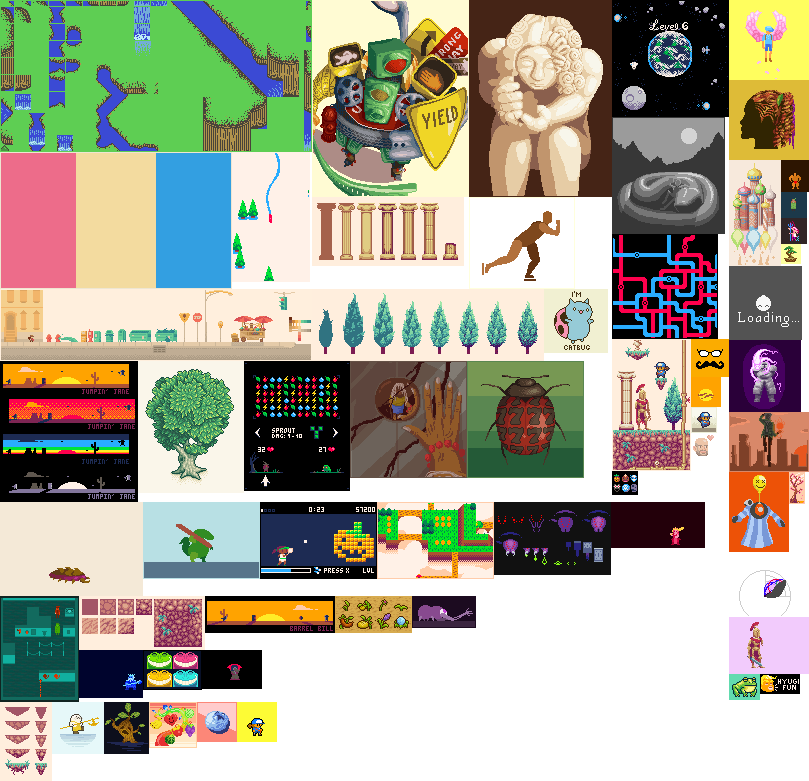 Level 6
WRONG
WAY
YIELD
I'M
CATBUG
Loading...
JUMPIN' JANE
JUMPIN' JANE
JUMPIN' JANE
JUMPIN' JANE
SPROUT
DMG: 1-10
32
27
0:23
57200
PRESS X
LVL
BARREL BILL
HYUGI
FUN